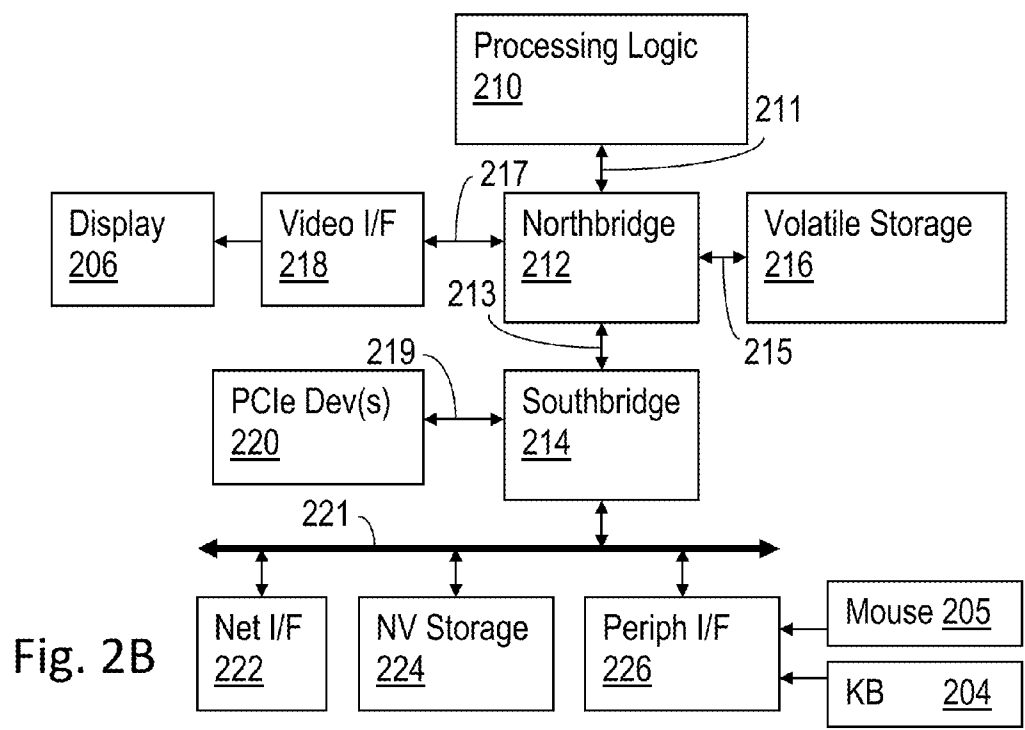 Processing Logic
210
211
217
Display
206
Video I/F
218
Northbridge
212
Volatile Storage
216
213
215
219
PCIe Dev(s)
220
Southbridge
214
221
Net I/F
222
NV Storage
224
Periph I/F
226
Mouse 205
KB 204
Fig. 2B